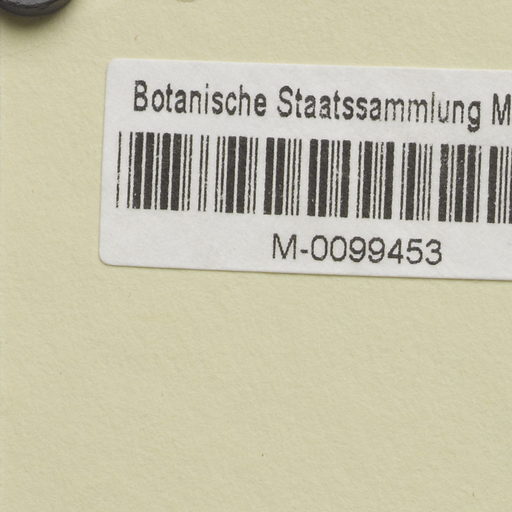 Botanische Staatssammlung M
M-0099453